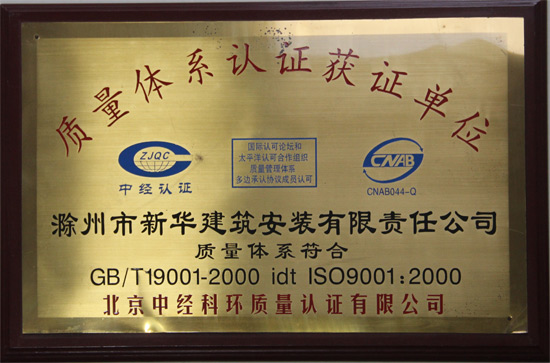 质量体系认证获证单位
ZJQC
中经认证
国际认可论坛和
太平洋认可合作组织
质量管理体系
多边承认协议成员认可
CNAB
CNAB044-Q
滁州市新华建筑安装有限责任公司
质量体系符合
GB/T19001-2000 idt ISO9001:2000
北京中经科环质量认证有限公司